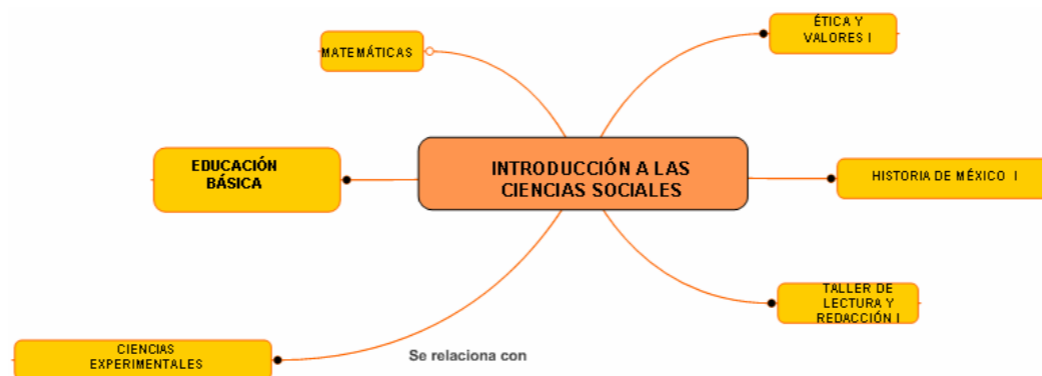 MATEMÁTICAS
ÉTICA Y
VALORES I
EDUCACIÓN
BÁSICA
INTRODUCCIÓN A LAS
CIENCIAS SOCIALES
HISTORIA DE MÉXICO I
TALLER DE
LECTURA Y
REDACCIÓN I
CIENCIAS
EXPERIMENTALES
Se relaciona con